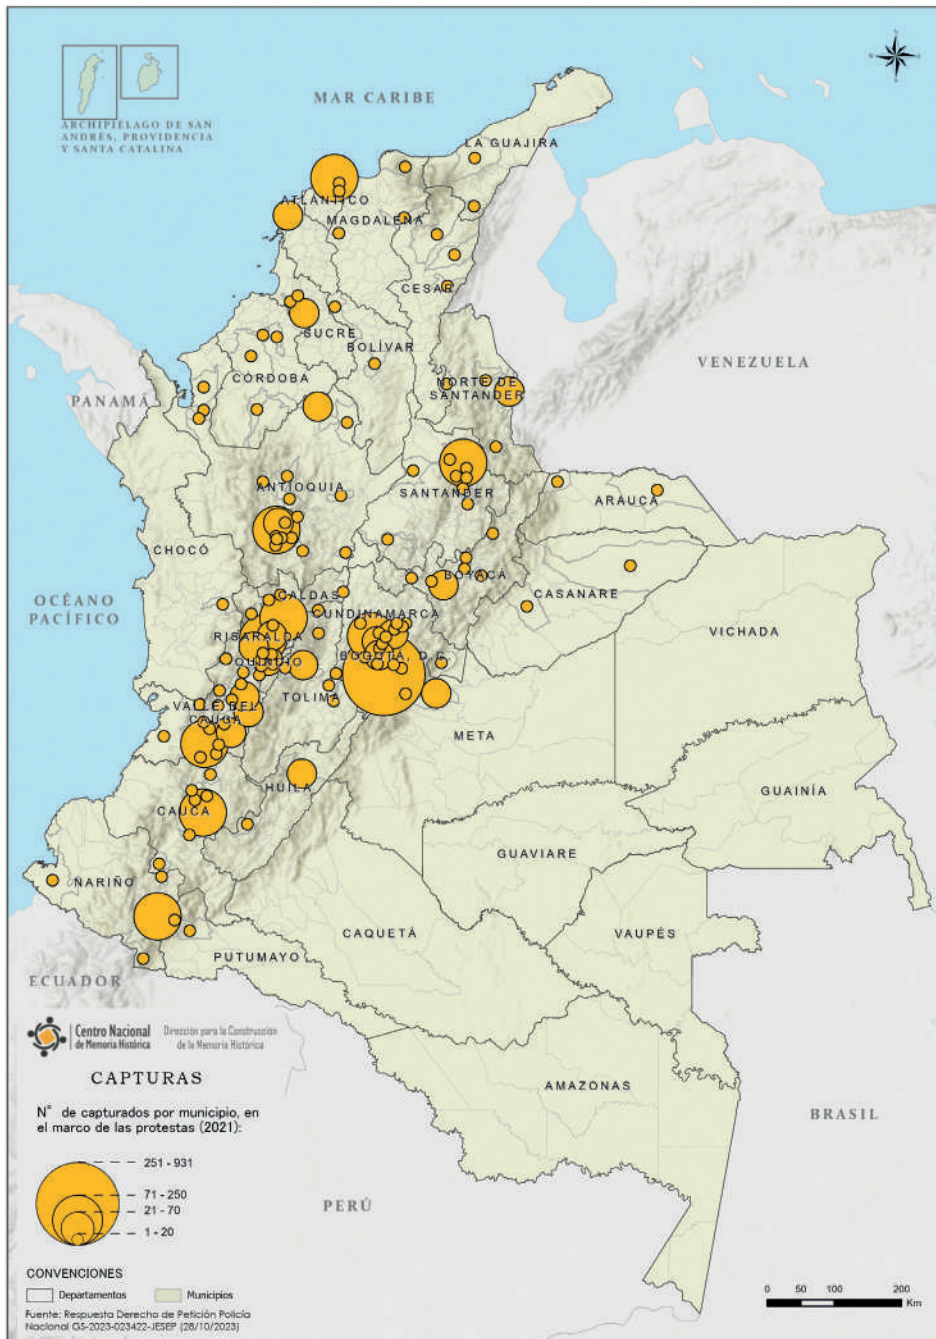 MAR CARIBE
ARCHIPIÉLAGO DE SAN
ANDRÉS, PROVIDENCIA
Y SANTA CATALINA
LA GUAJIRA
ATLÁNTICO
MAGDALENA
CESAR
SUCRE
BOLÍVAR
VENEZUELA
CÓRDOBA
NORTE DE
SANTANDER
PANAMÁ
ANTIOQUIA
SANTANDER
ARAUCA
CHOCÓ
BOYACÁ
CASANARE
OCÉANO
PACÍFICO
CALDAS
CUNDINAMARCA
VICHADA
RISARALDA
QUINDÍO
BOGOTÁ, D.C.
TOLIMA
VALLE DEL
CAUCA
META
HUILA
GUAINÍA
CAUCA
GUAVIARE
NARIÑO
CAQUETÁ
VAUPÉS
PUTUMAYO
ECUADOR
Centro Nacional
de Memoria Histórica
Dirección para la Construcción
de la Memoria Histórica
CAPTURAS
AMAZONAS
BRASIL
N° de capturados por municipio, en
el marco de las protestas (2021):
251 - 931
71 - 250
21 - 70
1 - 20
PERÚ
CONVENCIONES
Departamentos
Municipios
0 50 100 200
Km
Fuente: Respuesta Derecho de Petición Policía
Nacional GS-2023-023422-JESEP (28/10/2023)